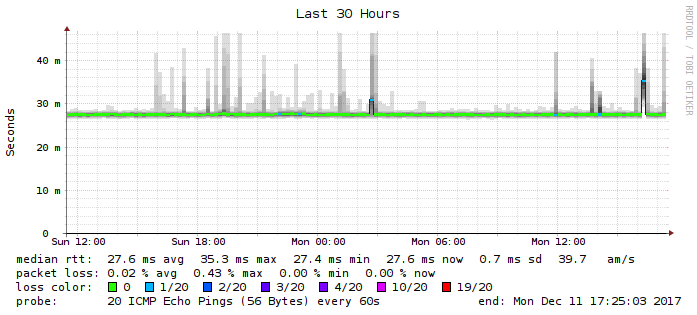 Last 30 Hours
RRDTOOL / TOBI OETIKER
Seconds
40 m
30 m
20 m
10 m
0
Sun 12:00 Sun 18:00 Mon 00:00 Mon 06:00 Mon 12:00
median rtt: 27.6 ms avg 35.3 ms max 27.4 ms min 27.6 ms now 0.7 ms sd 39.7 am/s
packet loss: 0.02 % avg 0.43 % max 0.00 % min 0.00 % now
loss color: 0 1/20 2/20 3/20 4/20 10/20 19/20
probe: 20 ICMP Echo Pings (56 Bytes) every 60s end: Mon Dec 11 17:25:03 2017